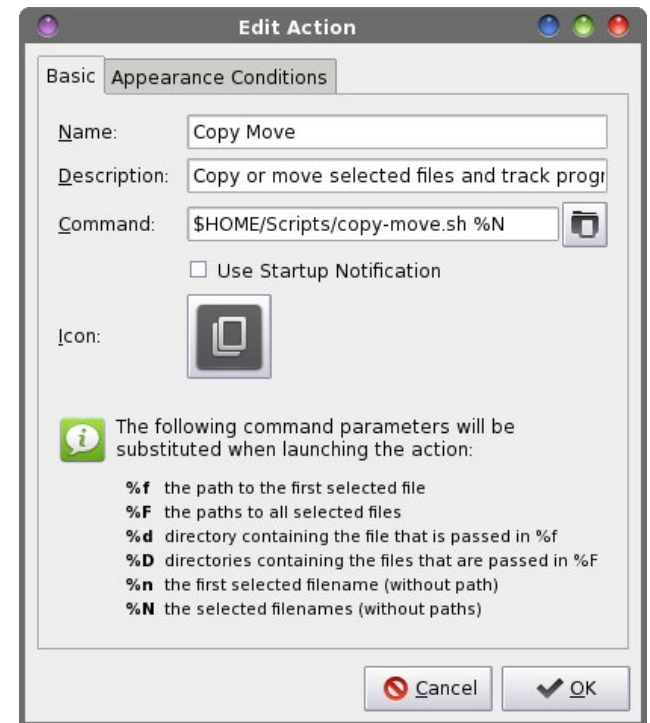 Edit Action
Basic Appearance Conditions
Name: Copy Move
Description: Copy or move selected files and track progr
Command: $HOME/Scripts/copy-move.sh %N
Use Startup Notification
Icon:
The following command parameters will be
substituted when launching the action:
%f the path to the first selected file
%F the paths to all selected files
%d directory containing the file that is passed in %f
%D directories containing the files that are passed in %F
%n the first selected filename (without path)
%N the selected filenames (without paths)
Cancel OK